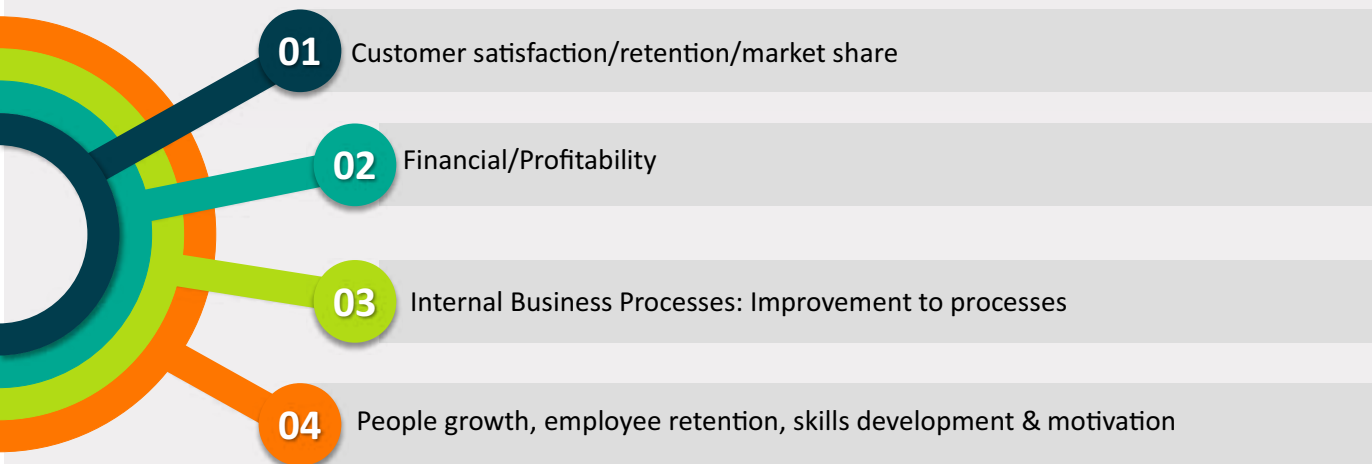 01 Customer satisfaction/retention/market share
02 Financial/Profitability
03 Internal Business Processes: Improvement to processes
04 People growth, employee retention, skills development & motivation